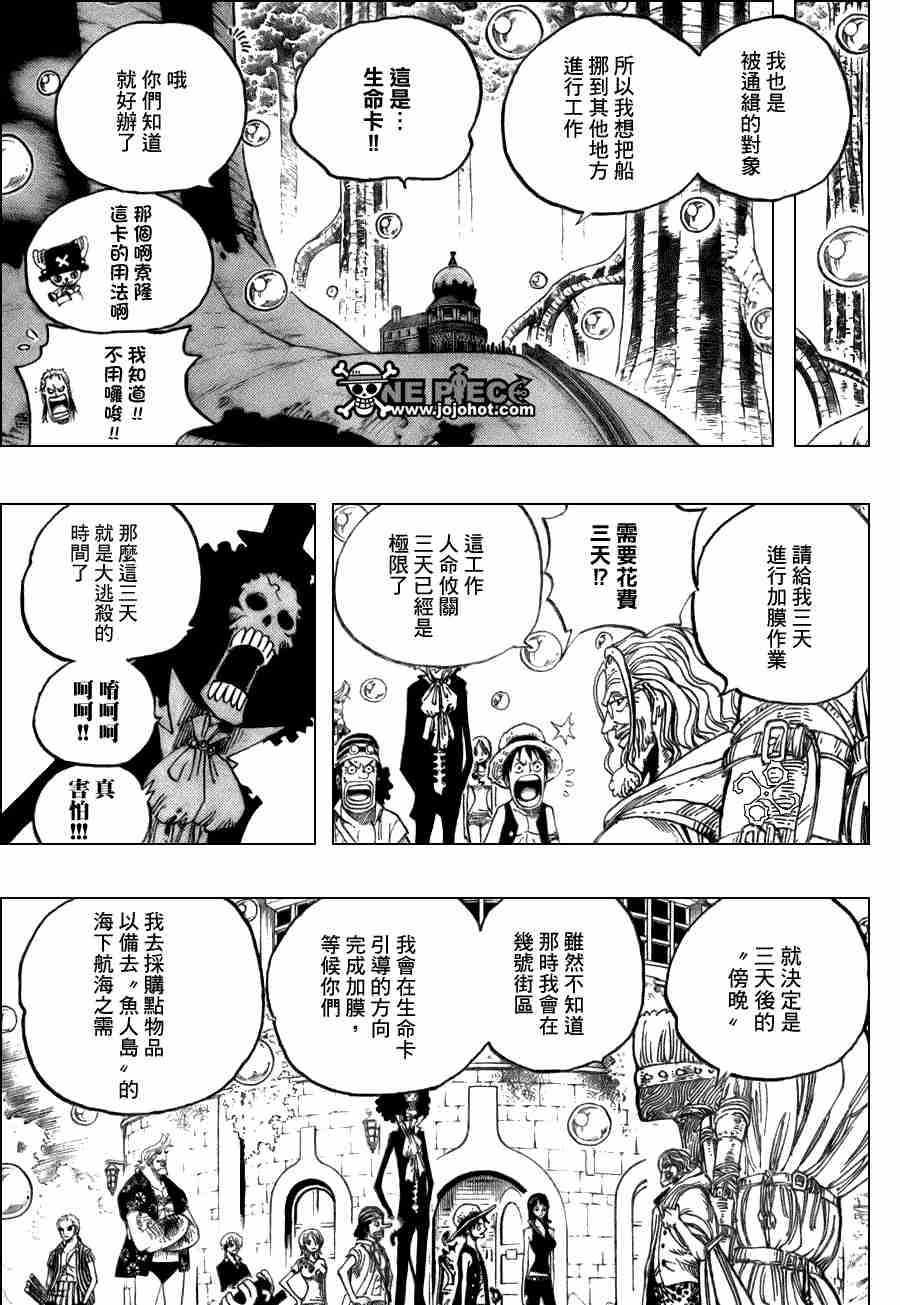 我也是
被通緝的對象
所以我想把船
挪到其他地方
進行工作
這是…
生命卡!!
哦
你們知道
就好辦了
那個啊索隆
這卡的用法啊
我知道!!
不用囉唆!!
ONE PIECE
www.jojohot.com
請給我三天
進行加膜作業
需要花費
三天!?
這工作
人命攸關
三天已經是
極限了
那麼這三天
就是大逃殺的
時間了
唷呵呵
呵呵!!
真
害怕!!!
就決定是
三天後的
〝傍晚〞
雖然不知道
那時我會在
幾號街區
我會在生命卡
引導的方向
完成加膜，
等候你們
我去採購點物品
以備去〝魚人島〞的
海下航海之需